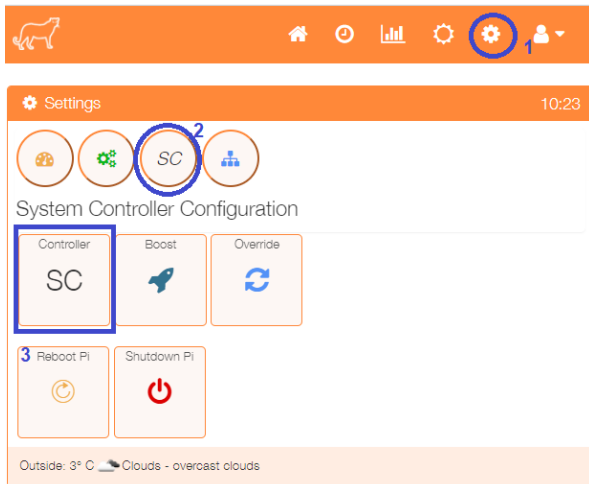 1
Settings 10:23
2
SC
System Controller Configuration
Controller Boost Override
SC
3 Reboot Pi Shutdown Pi
Outside: 3° C Clouds - overcast clouds